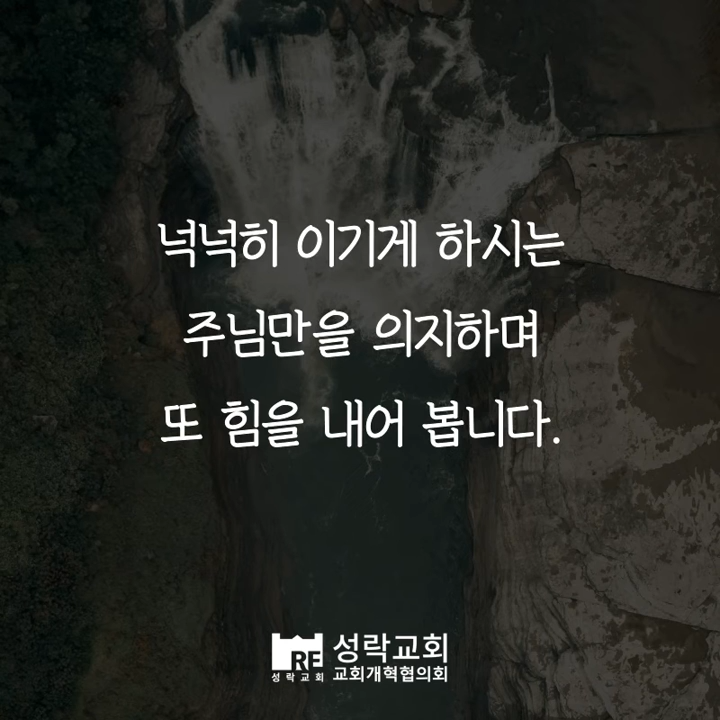 넉넉히 이기게 하시는
주님만을 의지하며
또 힘을 내어 봅니다.
RE
성락교회
성락교회
교회개혁협의회